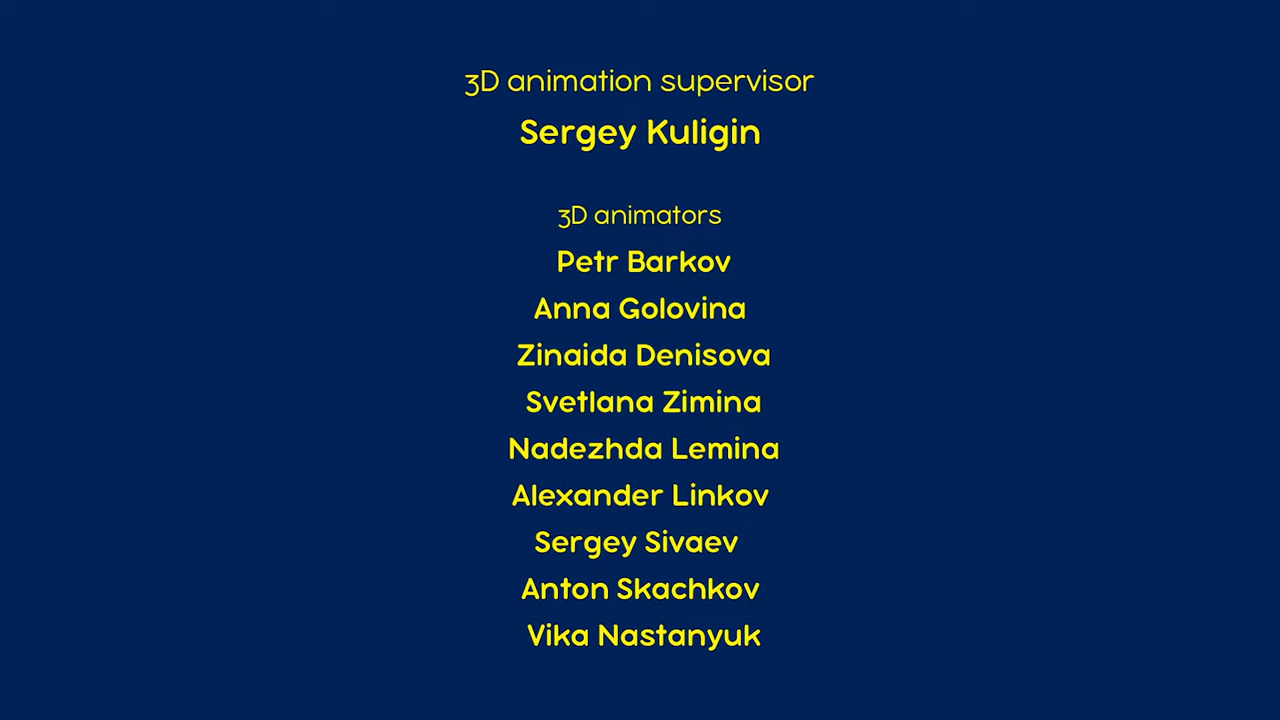 3D animation supervisor
Sergey Kuligin
3D animators
Petr Barkov
Anna Golovina
Zinaida Denisova
Svetlana Zimina
Nadezhda Lemina
Alexander Linkov
Sergey Sivaev
Anton Skachkov
Vika Nastanyuk